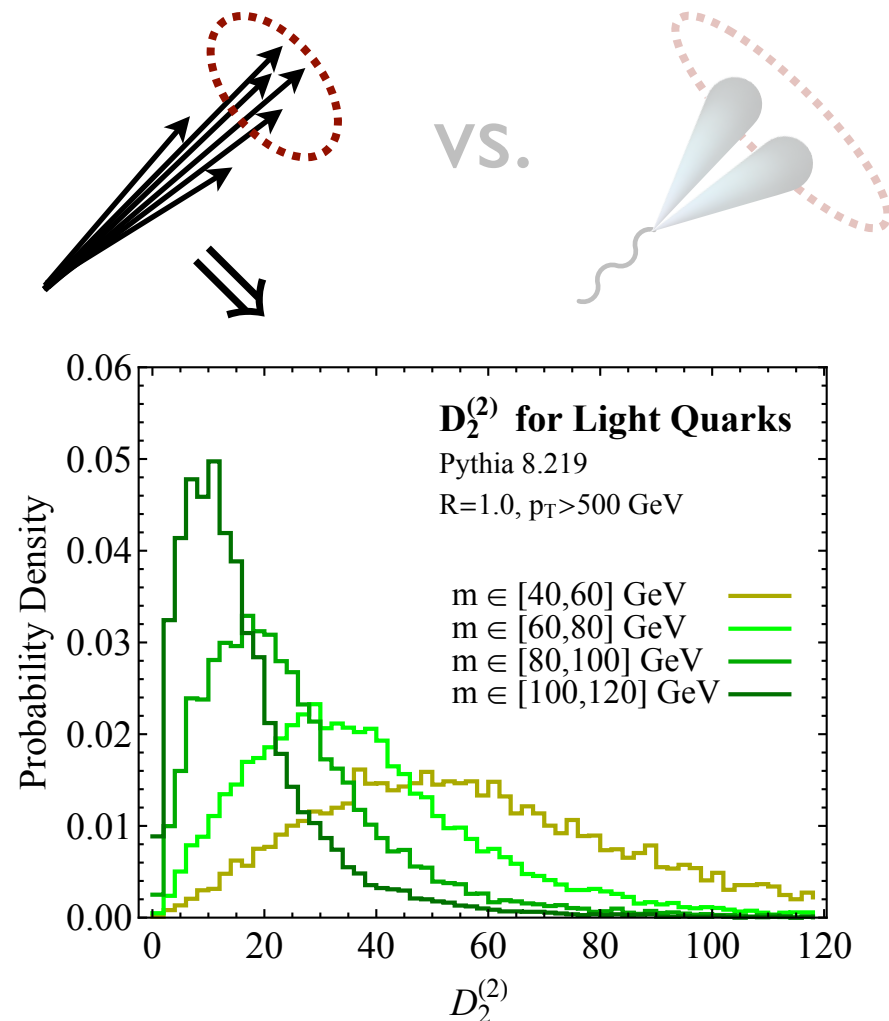 vs.
0.06
0.05
0.04
0.03
0.02
0.01
0.00
Probability Density
D₂⁽²⁾ for Light Quarks
Pythia 8.219
R=1.0, p_T>500 GeV
m ∈ [40,60] GeV
m ∈ [60,80] GeV
m ∈ [80,100] GeV
m ∈ [100,120] GeV
0 20 40 60 80 100 120
D₂⁽²⁾